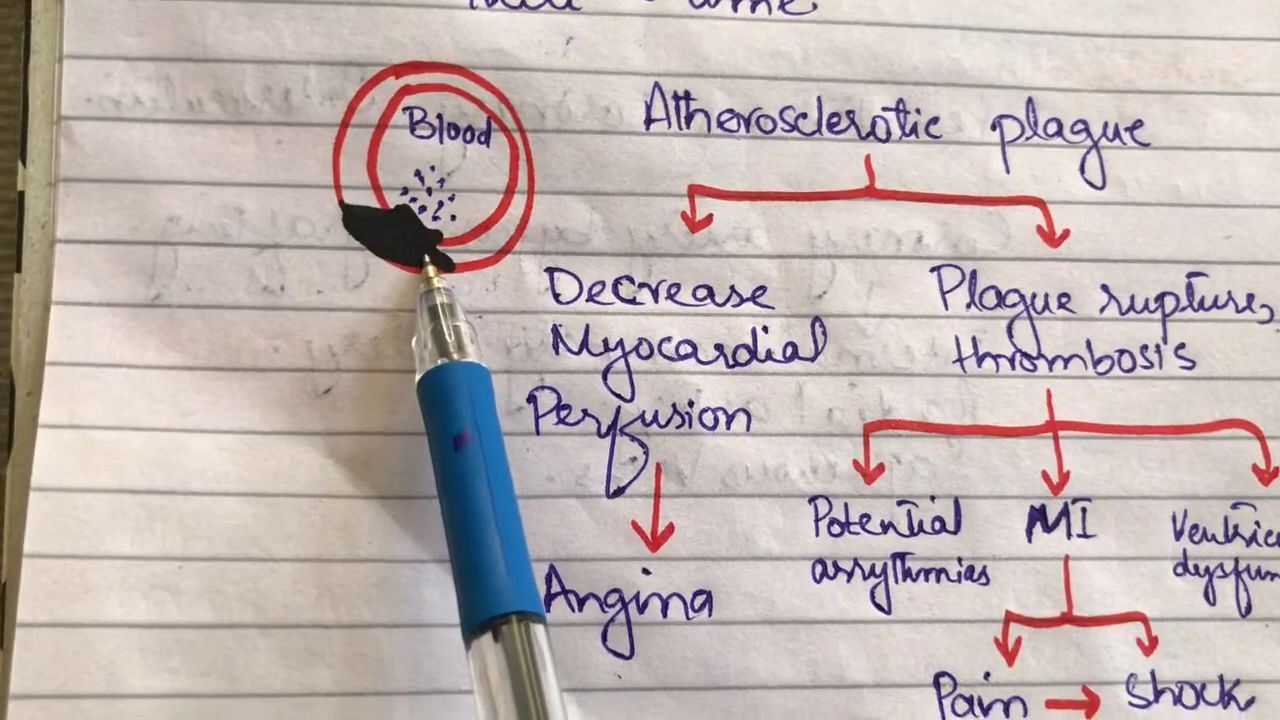 Blood
Atherosclerotic plague
Decrease
Myocardial
Perfusion
Angina
Plague rupture,
thrombosis
Potential
arrythmias
MI
Pain → Shock